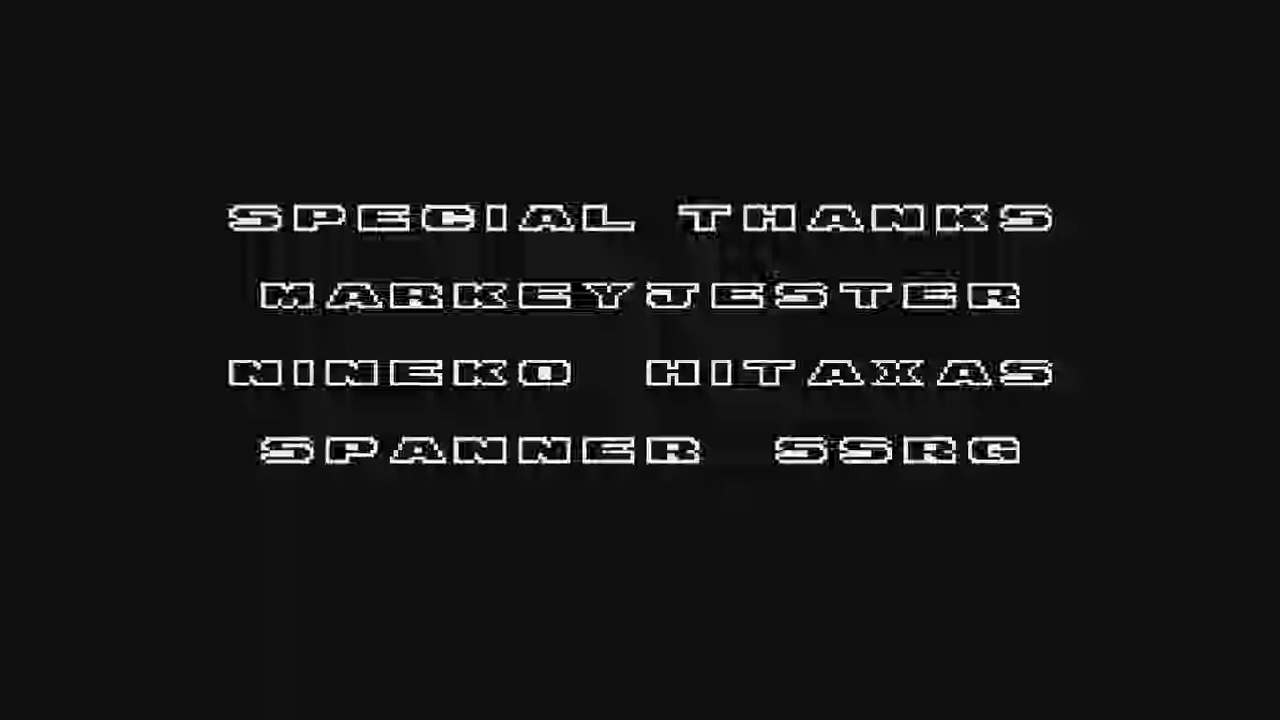 SPECIAL THANKS
MARKEYJESTER
NINEKO HITAXAS
SPANNER SSRG